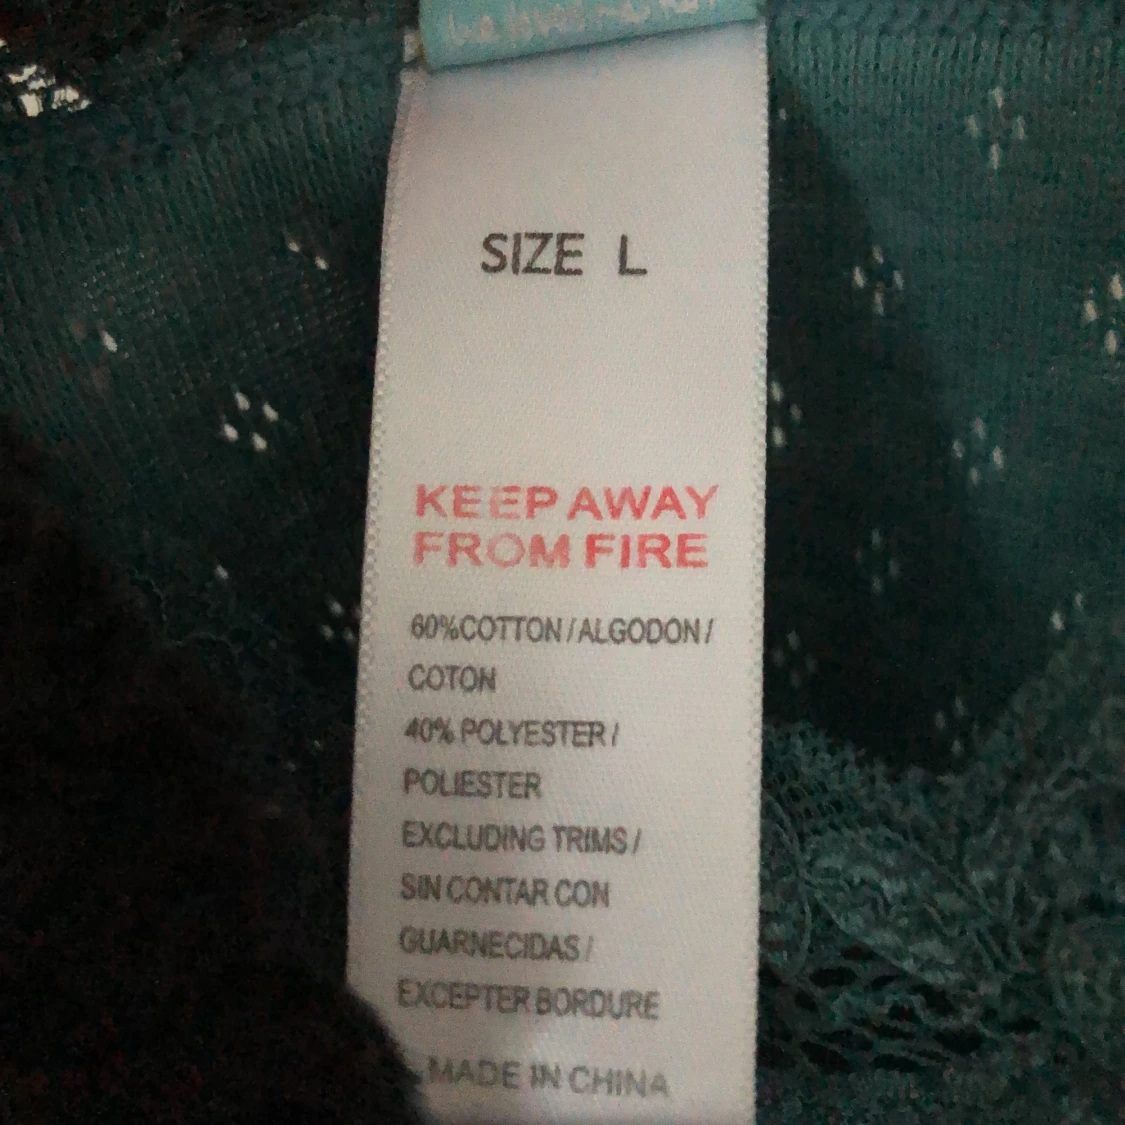 SIZE L
KEEP AWAY
FROM FIRE
60%COTTON/ALGODON/
COTON
40% POLYESTER/
POLIESTER
EXCLUDING TRIMS/
SIN CONTAR CON
GUARNECIDAS/
EXCEPTER BORDURE
MADE IN CHINA